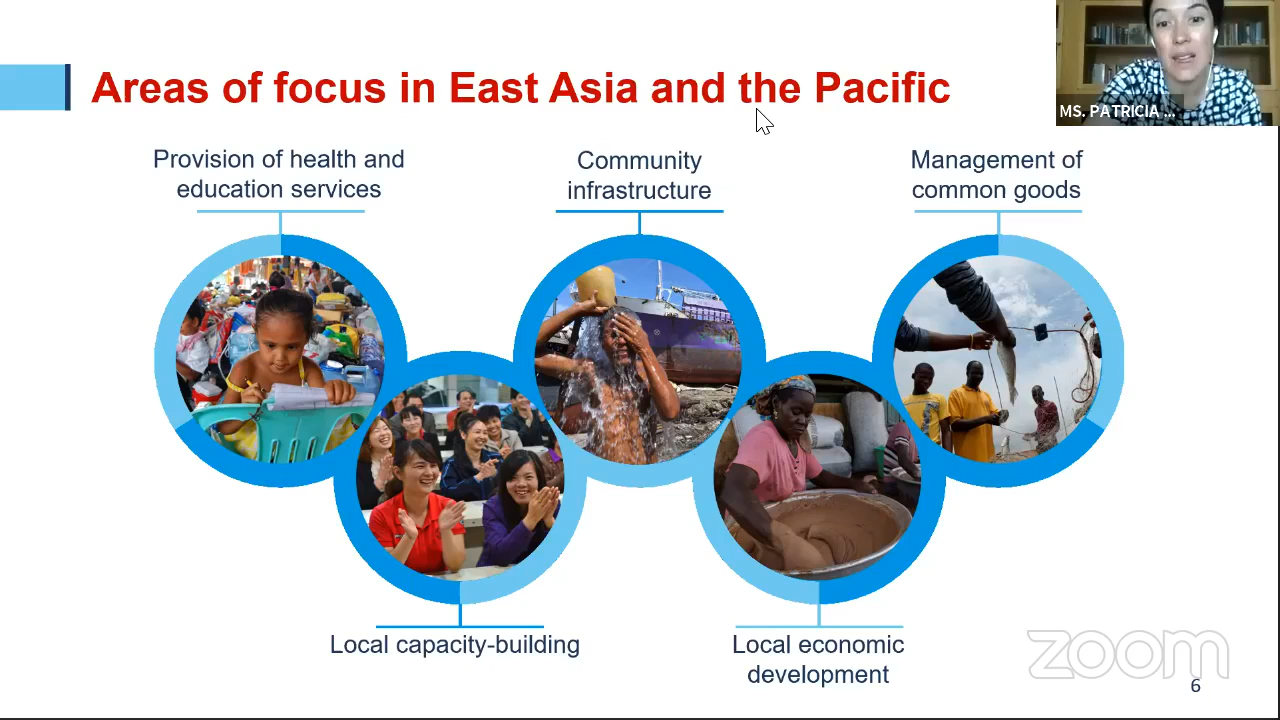 Areas of focus in East Asia and the Pacific
MS. PATRICIA ...
Provision of health and
education services
Community
infrastructure
Management of
common goods
Local capacity-building
Local economic
development
zoom
6